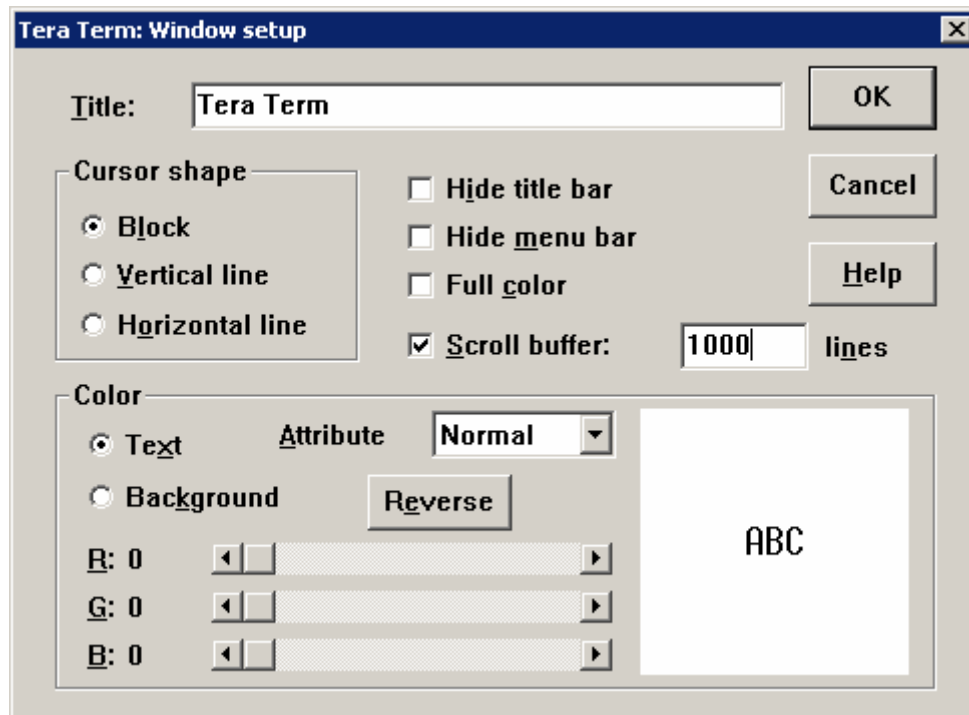 Tera Term: Window setup
Title: Tera Term OK
Cursor shape
Block
Vertical line
Horizontal line
Hide title bar
Hide menu bar
Full color
Scroll buffer: 1000 lines
Cancel
Help
Color
Text Attribute Normal
Background Reverse
R: 0
G: 0
B: 0
ABC